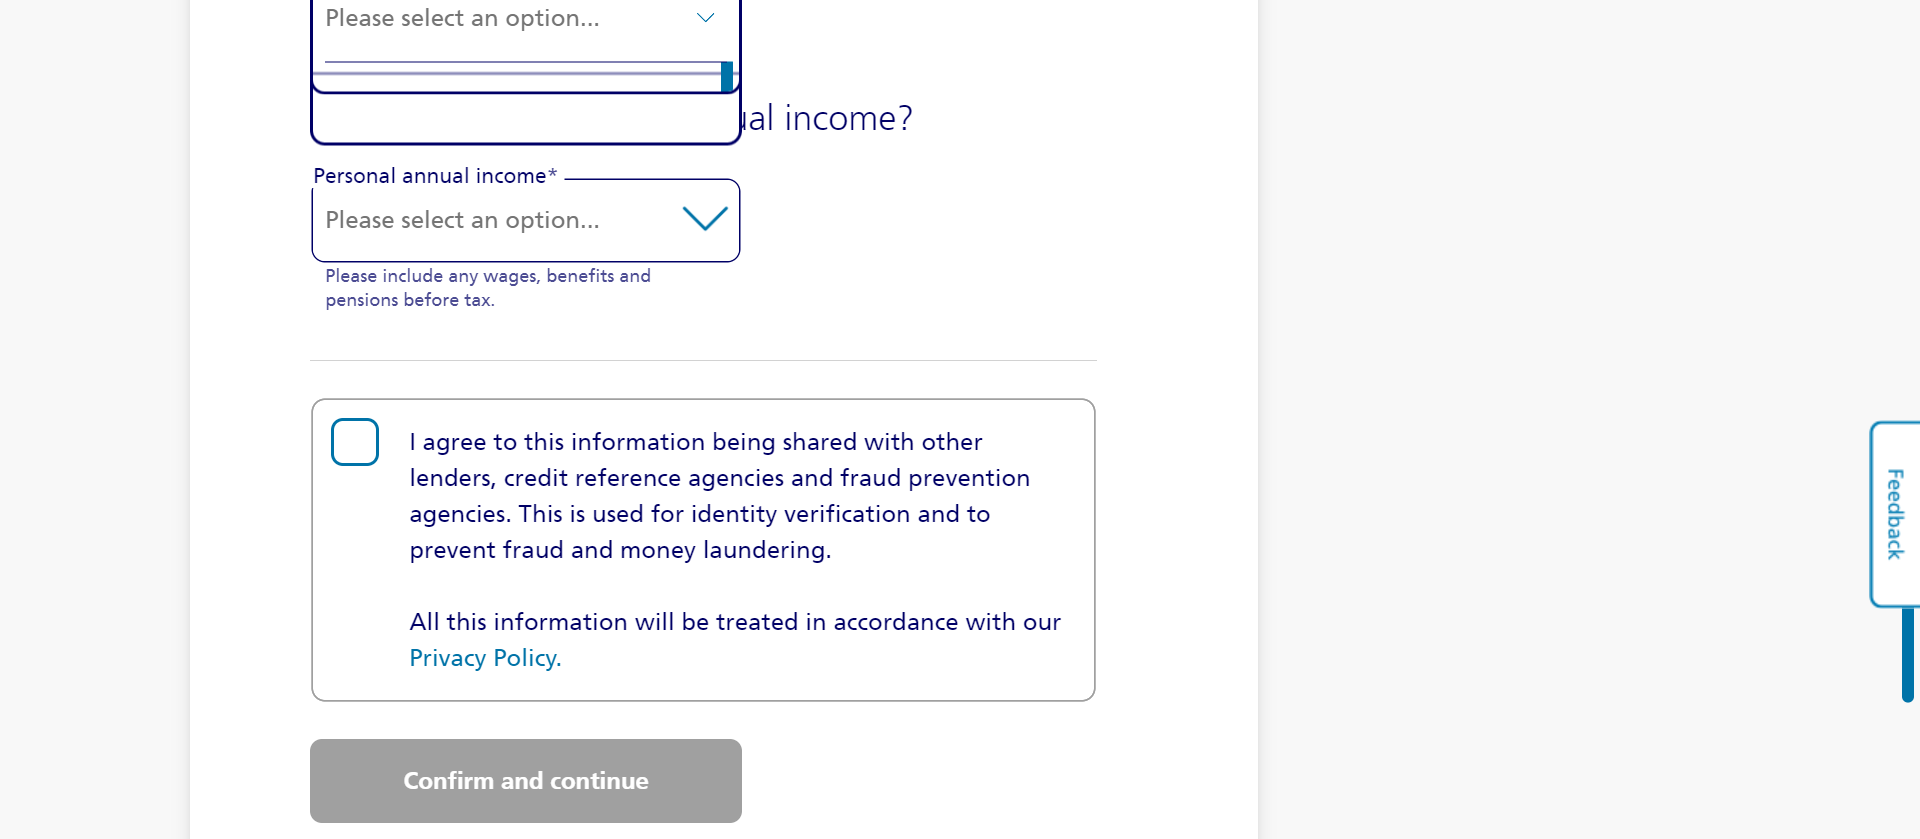 Please select an option...
ual income?
Personal annual income*
Please select an option...
Please include any wages, benefits and
pensions before tax.
I agree to this information being shared with other
lenders, credit reference agencies and fraud prevention
agencies. This is used for identity verification and to
prevent fraud and money laundering.
All this information will be treated in accordance with our
Privacy Policy.
Feedback
Confirm and continue